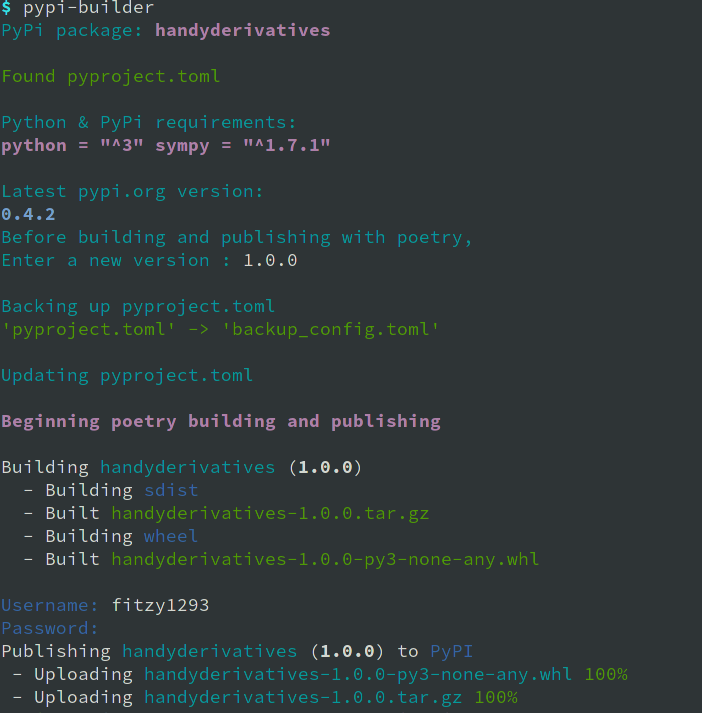 $ pypi-builder
PyPi package: handyderivatives
Found pyproject.toml
Python & PyPi requirements:
python = "^3" sympy = "^1.7.1"
Latest pypi.org version:
0.4.2
Before building and publishing with poetry,
Enter a new version : 1.0.0
Backing up pyproject.toml
'pyproject.toml' -> 'backup_config.toml'
Updating pyproject.toml
Beginning poetry building and publishing
Building handyderivatives (1.0.0)
  - Building sdist
  - Built handyderivatives-1.0.0.tar.gz
  - Building wheel
  - Built handyderivatives-1.0.0-py3-none-any.whl
Username: fitzy1293
Password:
Publishing handyderivatives (1.0.0) to PyPI
 - Uploading handyderivatives-1.0.0-py3-none-any.whl 100%
 - Uploading handyderivatives-1.0.0.tar.gz 100%